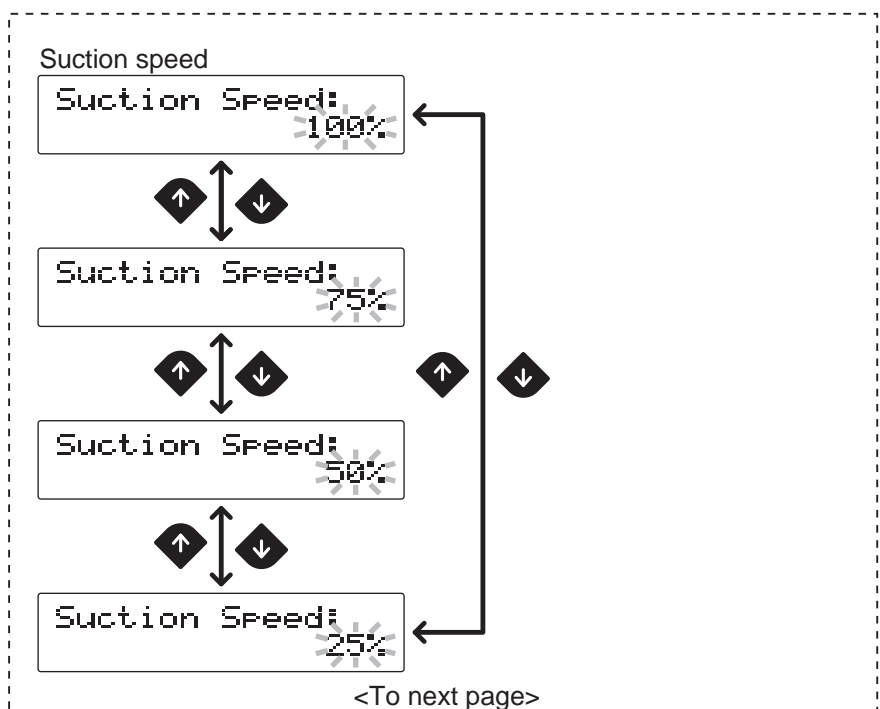 Suction speed
Suction Speed:
100%
Suction Speed:
75%
Suction Speed:
50%
Suction Speed:
25%
<To next page>